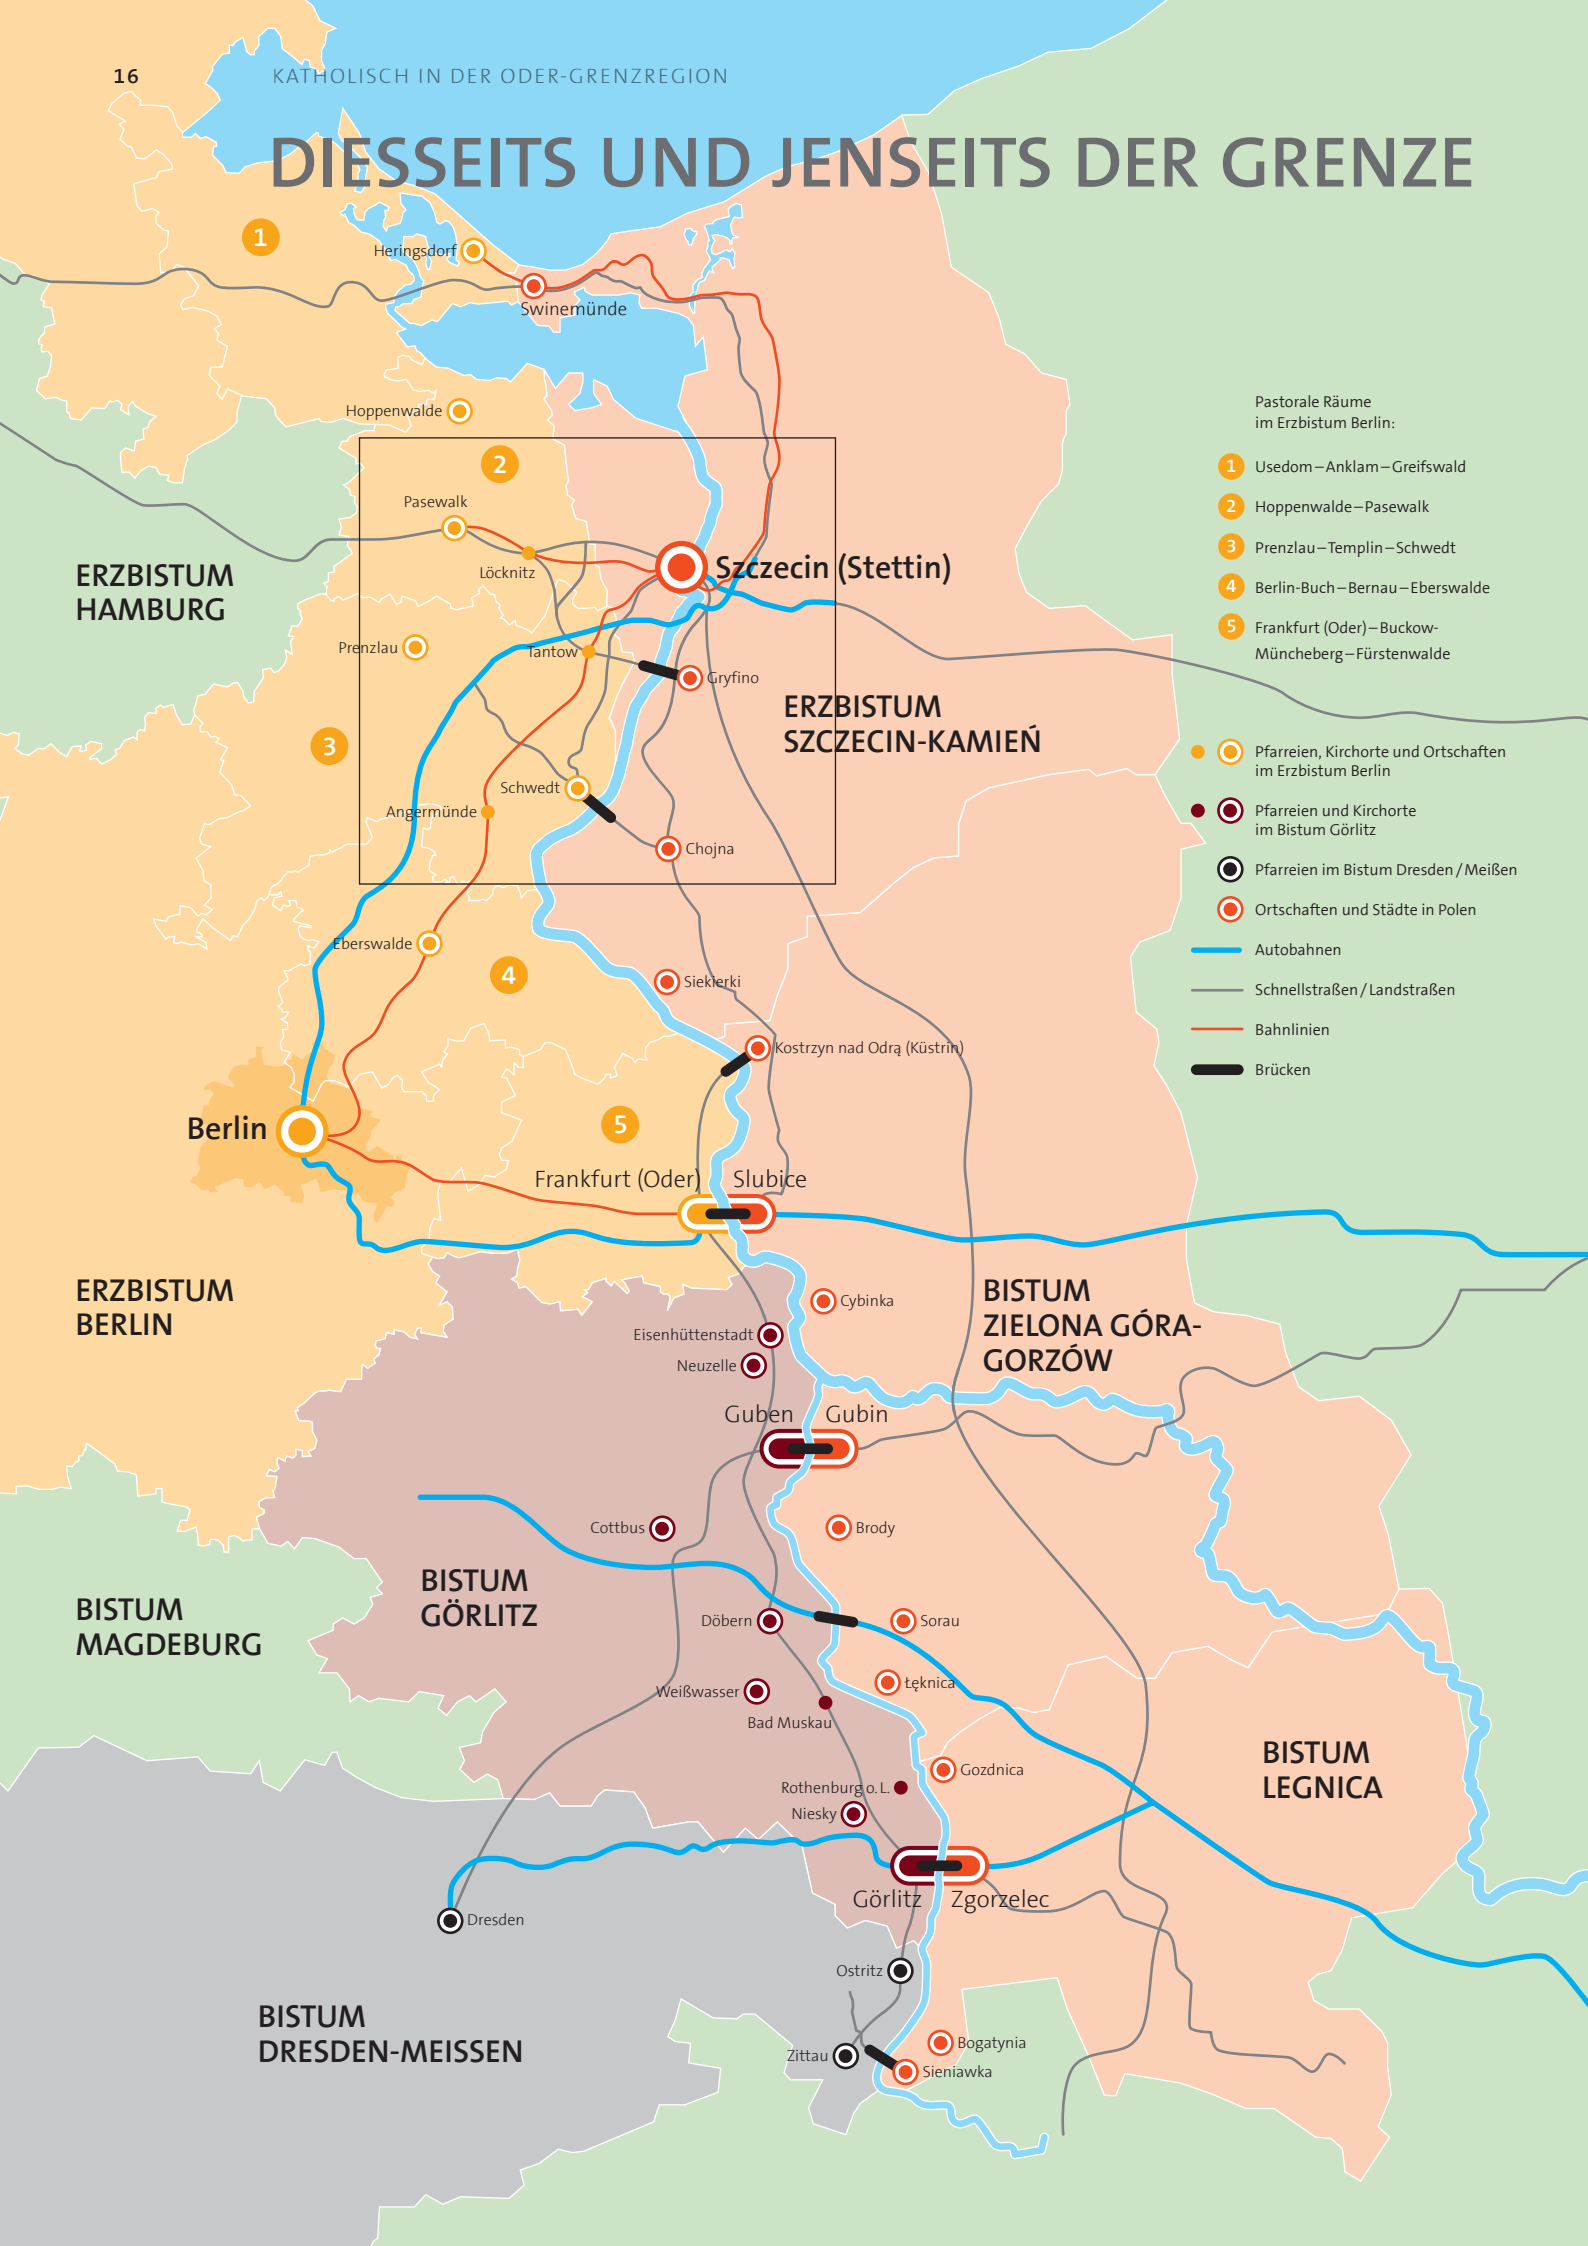 16
KATHOLISCH IN DER ODER-GRENZREGION
DIESSEITS UND JENSEITS DER GRENZE
1
Heringsdorf
Swinemünde
Hoppenwalde
2
Pasewalk
Löcknitz
Szczecin (Stettin)
ERZBISTUM
HAMBURG
Prenzlau
Tantow
Gryfino
ERZBISTUM
SZCZECIN-KAMIEŃ
3
Schwedt
Angermünde
Chojna
Eberswalde
4
Siekierki
Kostrzyn nad Odrą (Küstrin)
Berlin
5
Frankfurt (Oder)
Slubice
Pastorale Räume
im Erzbistum Berlin:
1 Usedom – Anklam – Greifswald
2 Hoppenwalde – Pasewalk
3 Prenzlau – Templin – Schwedt
4 Berlin-Buch – Bernau – Eberswalde
5 Frankfurt (Oder) – Buckow-
Müncheberg – Fürstenwalde
Pfarreien, Kirchorte und Ortschaften
im Erzbistum Berlin
Pfarreien und Kirchorte
im Bistum Görlitz
Pfarreien im Bistum Dresden / Meißen
Ortschaften und Städte in Polen
Autobahnen
Schnellstraßen / Landstraßen
Bahnlinien
Brücken
ERZBISTUM
BERLIN
BISTUM
ZIELONA GÓRA-
GORZÓW
Cybinka
Eisenhüttenstadt
Neuzelle
Guben
Gubin
Cottbus
Brody
BISTUM
GÖRLITZ
BISTUM
MAGDEBURG
Döbern
Sorau
Łęknica
Weißwasser
Bad Muskau
BISTUM
LEGNICA
Gozdnica
Rothenburg o. L.
Niesky
Görlitz
Zgorzelec
Dresden
Ostritz
BISTUM
DRESDEN-MEISSEN
Bogatynia
Zittau
Sieniawka